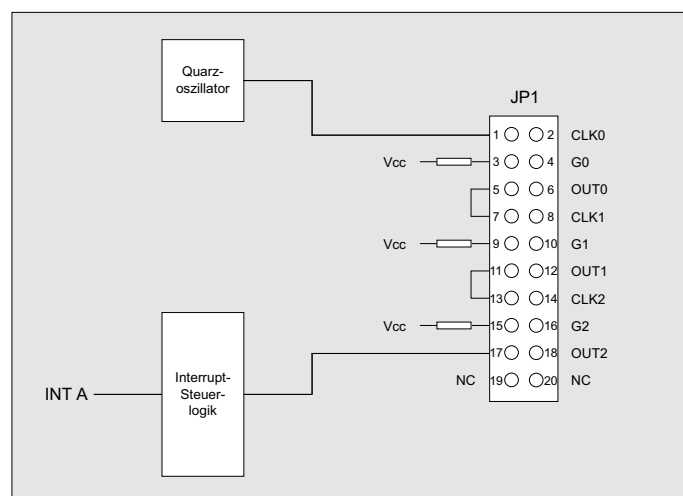 Quarz-
oszillator
JP1
1 2 CLK0
Vcc 3 4 G0
5 6 OUT0
7 8 CLK1
Vcc 9 10 G1
11 12 OUT1
13 14 CLK2
Vcc 15 16 G2
17 18 OUT2
NC 19 20 NC
INT A
Interrupt-
Steuer-
logik